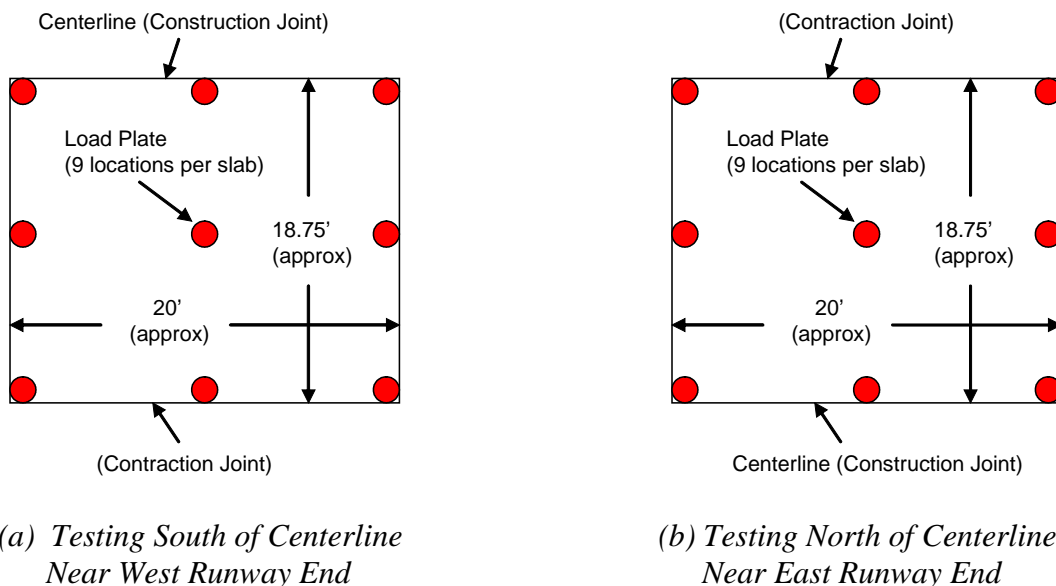 Centerline (Construction Joint)
Load Plate
(9 locations per slab)
18.75’
(approx)
20’
(approx)
(Contraction Joint)
(a) Testing South of Centerline
Near West Runway End
(Contraction Joint)
Load Plate
(9 locations per slab)
18.75’
(approx)
20’
(approx)
Centerline (Construction Joint)
(b) Testing North of Centerline
Near East Runway End